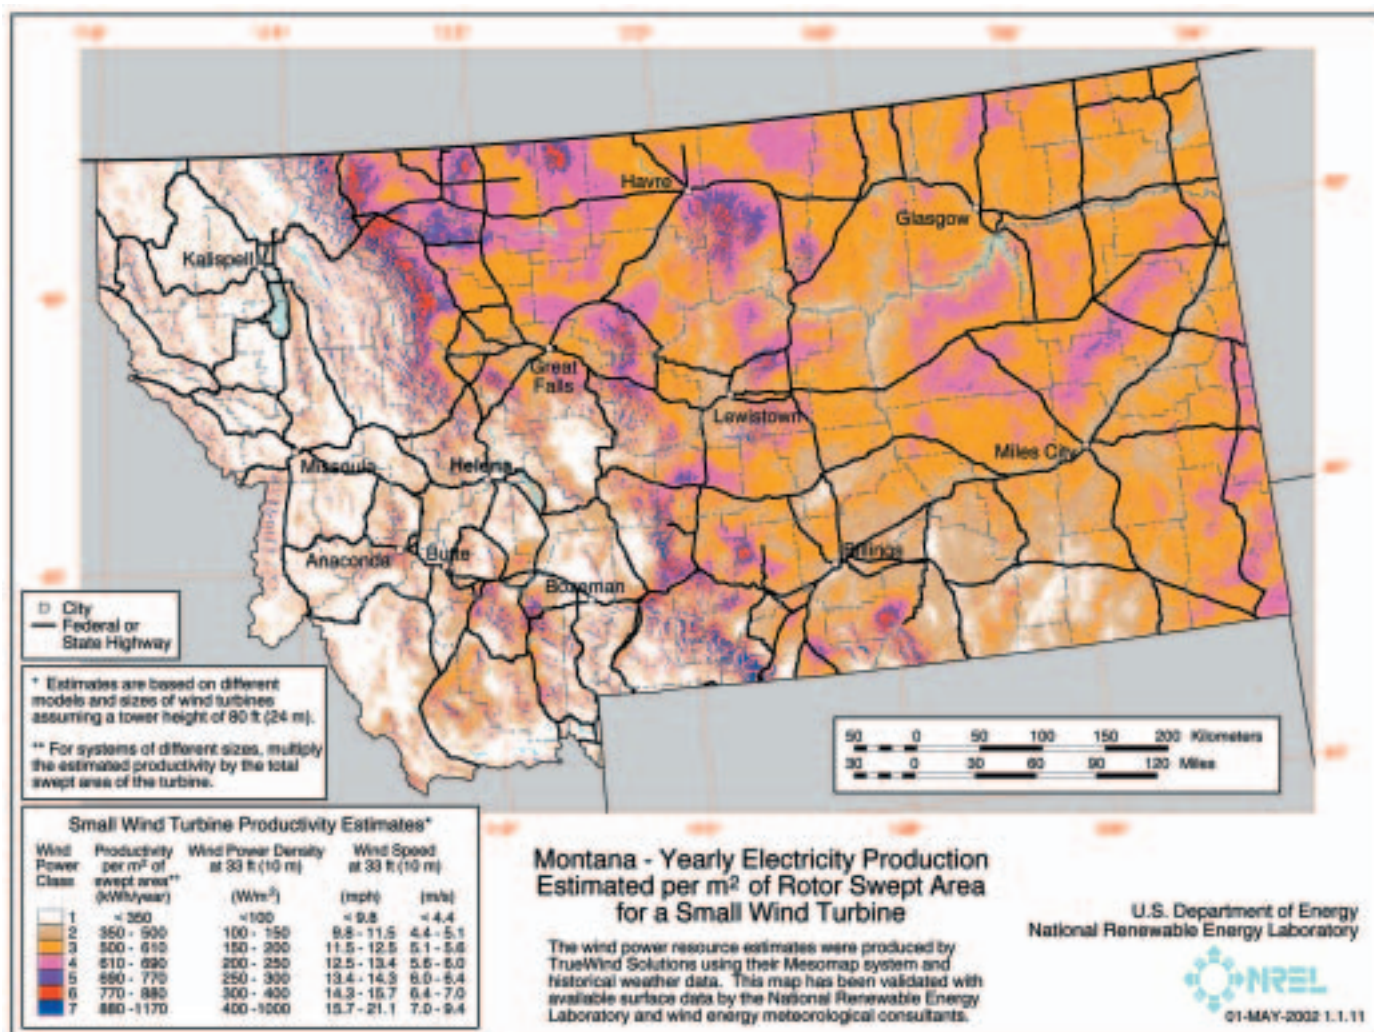 Havre
Glasgow
Kalispell
Great
Falls
Lewistown
Missoula
Helena
Miles City
Anaconda
Butte
Billings
Bozeman
City
Federal or
State Highway
* Estimates are based on different
models and sizes of wind turbines
assuming a tower height of 80 ft (24 m).
** For systems of different sizes, multiply
the estimated productivity by the total
swept area of the turbine.
50 0 50 100 150 200 Kilometers
30 0 30 60 90 120 Miles
Small Wind Turbine Productivity Estimates*
Wind Productivity Wind Power Density Wind Speed
Power per m² of at 33 ft (10 m) at 33 ft (10 m)
Class swept area**
(kWh/year) (W/m²) (mph) (m/s)
1 < 350 <100 < 9.8 < 4.4
2 350 - 500 100 - 150 9.8 - 11.5 4.4 - 5.1
3 500 - 610 150 - 200 11.5 - 12.5 5.1 - 5.6
4 610 - 690 200 - 250 12.5 - 13.4 5.6 - 6.0
5 690 - 770 250 - 300 13.4 - 14.3 6.0 - 6.4
6 770 - 880 300 - 400 14.3 - 15.7 6.4 - 7.0
7 880 -1170 400 -1000 15.7 - 21.1 7.0 - 9.4
Montana - Yearly Electricity Production
Estimated per m² of Rotor Swept Area
for a Small Wind Turbine
The wind power resource estimates were produced by
TrueWind Solutions using their Mesomap system and
historical weather data. This map has been validated with
available surface data by the National Renewable Energy
Laboratory and wind energy meteorological consultants.
U.S. Department of Energy
National Renewable Energy Laboratory
NREL
01-MAY-2002 1.1.11